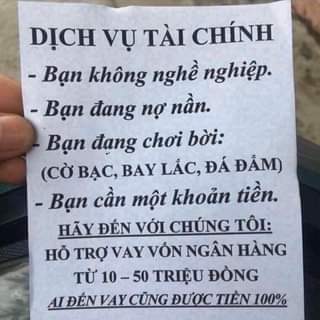 DỊCH VỤ TÀI CHÍNH
- Bạn không nghề nghiệp.
- Bạn đang nợ nần.
- Bạn đang chơi bời:
(CỜ BẠC, BAY LẮC, ĐÁ ĐẤM)
- Bạn cần một khoản tiền.
HÃY ĐẾN VỚI CHÚNG TÔI:
HỖ TRỢ VAY VỐN NGÂN HÀNG
TỪ 10 – 50 TRIỆU ĐỒNG
AI ĐẾN VAY CŨNG ĐƯỢC TIỀN 100%